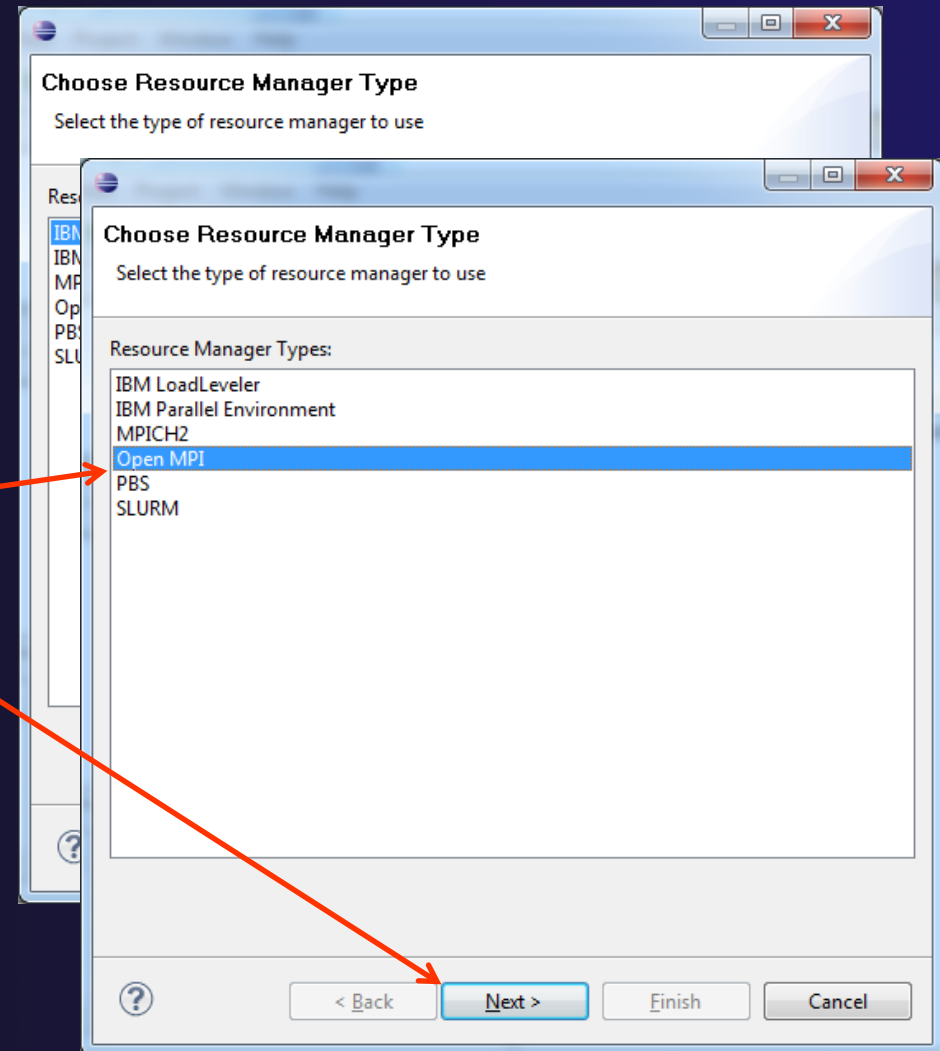 Choose Resource Manager Type
Select the type of resource manager to use
Choose Resource Manager Type
Select the type of resource manager to use
Resource Manager Types:
IBM LoadLeveler
IBM Parallel Environment
MPICH2
Open MPI
PBS
SLURM
< Back Next > Finish Cancel